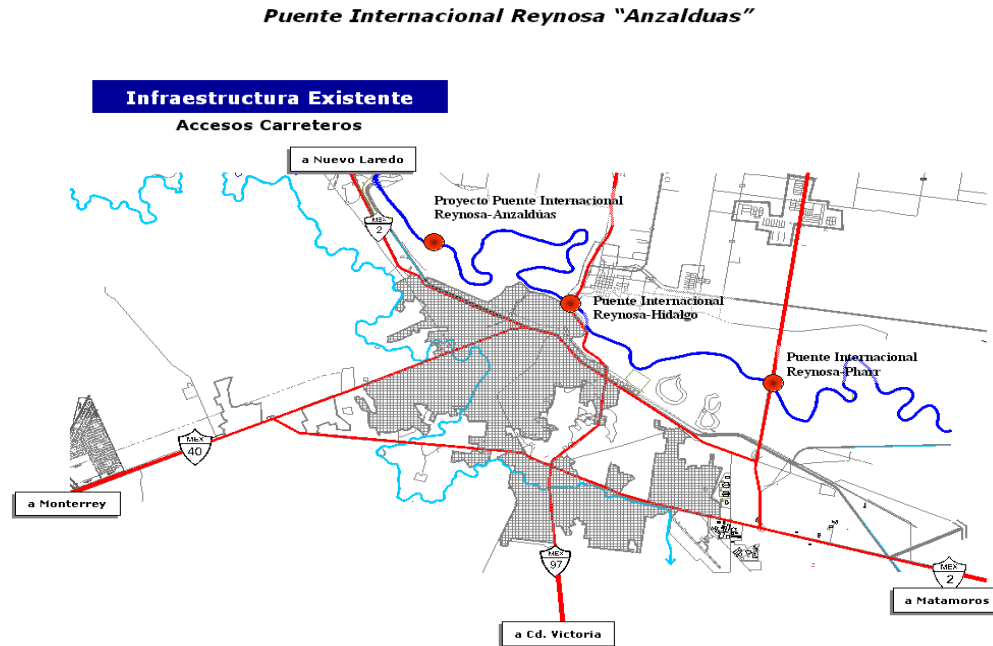 Puente Internacional Reynosa “Anzalduas”
Infraestructura Existente
Accesos Carreteros
a Nuevo Laredo
Proyecto Puente Internacional
Reynosa-Anzaldúas
MEX
2
Puente Internacional
Reynosa-Hidalgo
Puente Internacional
Reynosa-Pharr
MEX
40
a Monterrey
MEX
97
MEX
2
a Matamoros
a Cd. Victoria